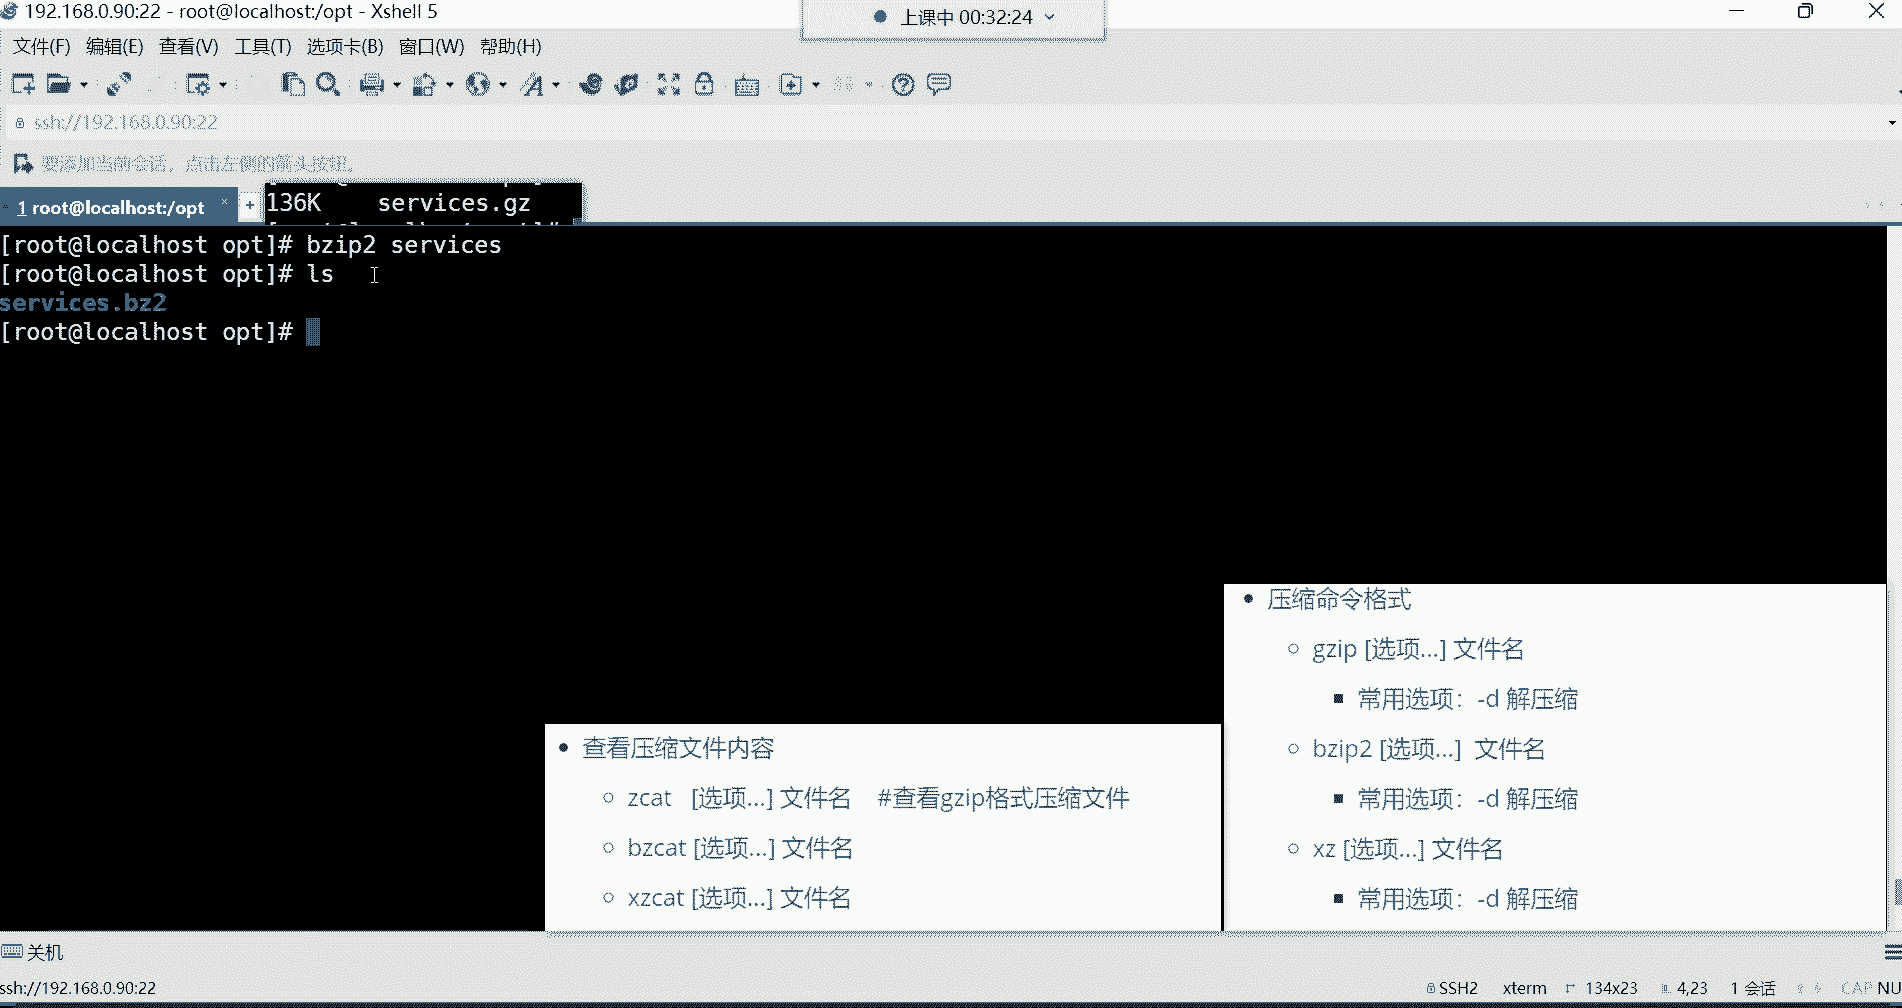 192.168.0.90:22 - root@localhost:/opt - Xshell 5
上课中 00:32:24
文件(F) 编辑(E) 查看(V) 工具(T) 选项卡(B) 窗口(W) 帮助(H)
ssh://192.168.0.90:22
要添加当前会话，点击左侧的箭头按钮。
1 root@localhost:/opt
136K services.gz
[root@localhost opt]# bzip2 services
[root@localhost opt]# ls
services.bz2
[root@localhost opt]#
• 压缩命令格式
○ gzip [选项...] 文件名
▪ 常用选项：-d 解压缩
○ bzip2 [选项...] 文件名
▪ 常用选项：-d 解压缩
○ xz [选项...] 文件名
▪ 常用选项：-d 解压缩
• 查看压缩文件内容
○ zcat [选项...] 文件名 #查看gzip格式压缩文件
○ bzcat [选项...] 文件名
○ xzcat [选项...] 文件名
关机
ssh://192.168.0.90:22
SSH2 xterm 134x23 4,23 1 会话 CAP NU